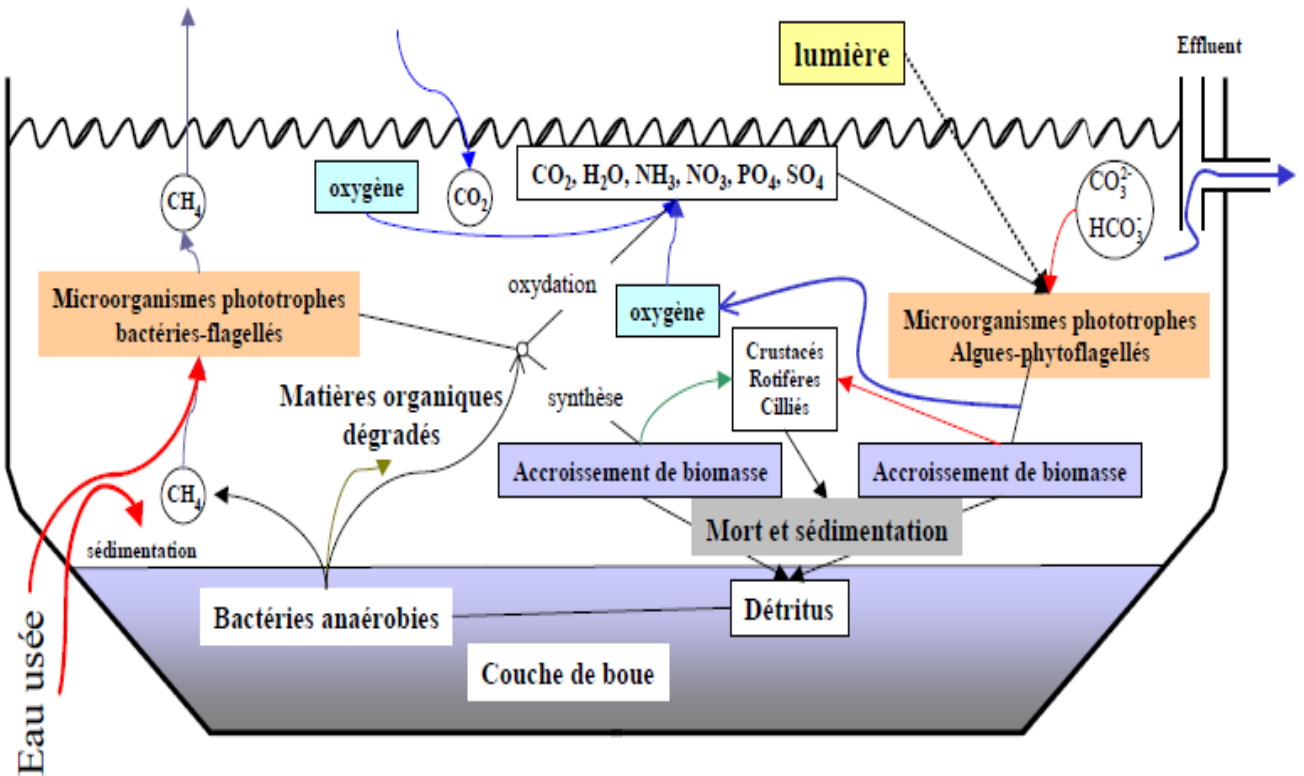 lumière
Effluent
oxygène
CO2
CO2, H2O, NH3, NO3, PO4, SO4
CO3^2-
HCO3^-
CH4
oxydation
Microorganismes phototrophes
bactéries-flagellés
oxygène
Microorganismes phototrophes
Algues-phytoflagellés
Crustacés
Rotifères
Cilliés
Matières organiques
dégradés
synthèse
Accroissement de biomasse
Accroissement de biomasse
CH4
Mort et sédimentation
sédimentation
Bactéries anaérobies
Détritus
Couche de boue
Eau usée